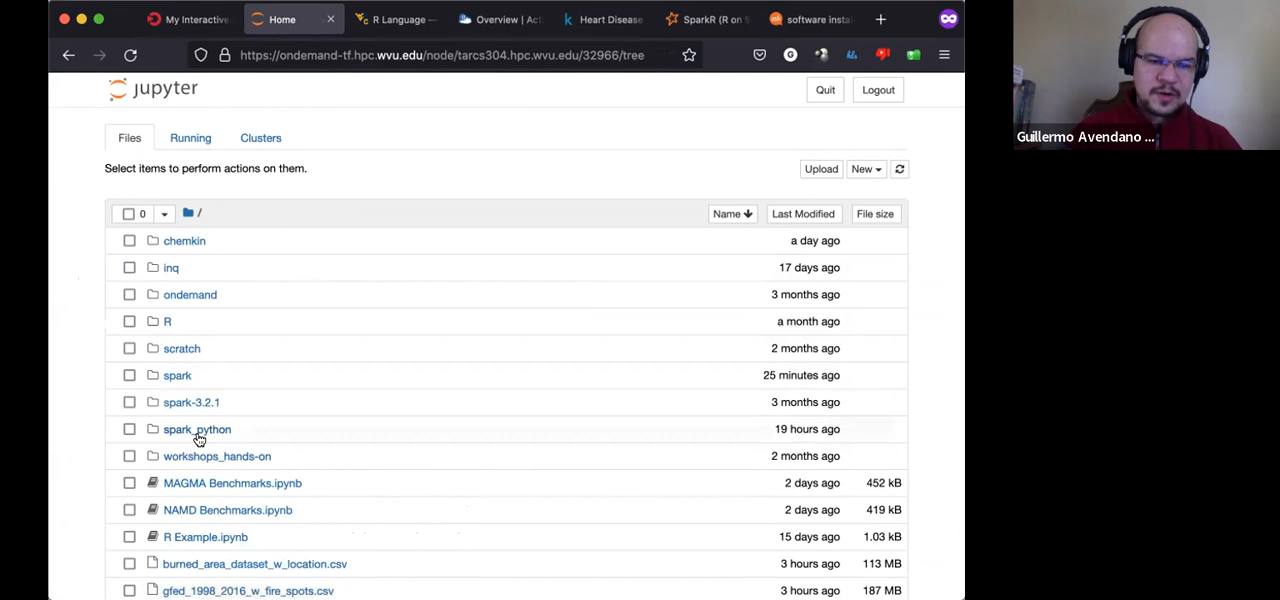 My Interactive
Home
R Language —
Overview | Act
Heart Disease
SparkR (R on S
software insta
https://ondemand-tf.hpc.wvu.edu/node/tarcs304.hpc.wvu.edu/32966/tree
G
jupyter
Quit
Logout
Files
Running
Clusters
Select items to perform actions on them.
Upload
New
0
/
Name
Last Modified
File size
chemkin
a day ago
inq
17 days ago
ondemand
3 months ago
R
a month ago
scratch
2 months ago
spark
25 minutes ago
spark-3.2.1
3 months ago
spark_python
19 hours ago
workshops_hands-on
2 months ago
MAGMA Benchmarks.ipynb
2 days ago
452 kB
NAMD Benchmarks.ipynb
2 days ago
419 kB
R Example.ipynb
15 days ago
1.03 kB
burned_area_dataset_w_location.csv
3 hours ago
113 MB
gfed_1998_2016_w_fire_spots.csv
3 hours ago
187 MB
Guillermo Avendano ...